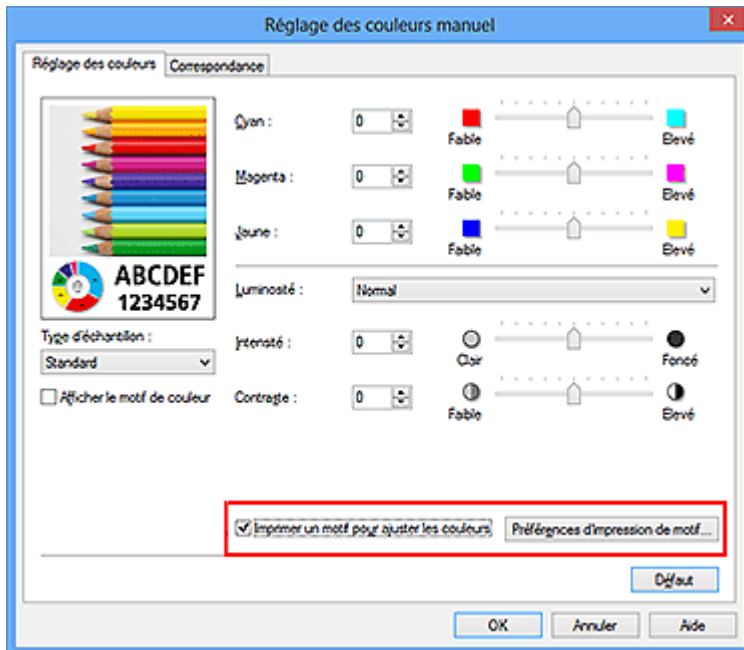 Réglage des couleurs manuel
Réglage des couleurs
Correspondance
Cyan :
0
Faible
Elevé
Magenta :
0
Faible
Elevé
Jaune :
0
Faible
Elevé
ABCDEF
1234567
Luminosité :
Normal
Type d'échantillon :
Standard
Intensité :
0
Clair
Foncé
Afficher le motif de couleur
Contraste :
0
Faible
Elevé
Imprimer un motif pour ajuster les couleurs
Préférences d'impression de motif...
Défaut
OK
Annuler
Aide